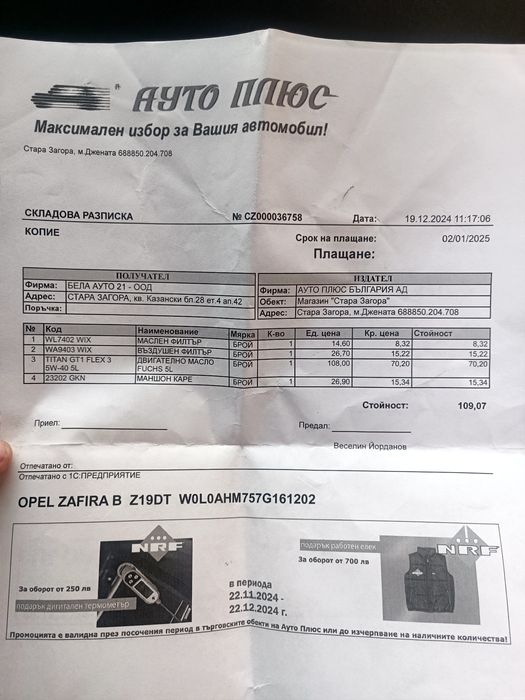 АУТО ПЛЮС
Максимален избор за Вашия автомобил!
Стара Загора, м.Джената 688850.204.708
СКЛАДОВА РАЗПИСКА № CZ000036758 Дата: 19.12.2024 11:17:06
КОПИЕ Срок на плащане: 02/01/2025
Плащане:
ПОЛУЧАТЕЛ ИЗДАТЕЛ
Фирма: БЕЛА АУТО 21 - ООД Фирма: АУТО ПЛЮС БЪЛГАРИЯ АД
Адрес: СТАРА ЗАГОРА, кв. Казански бл.28 ет.4 ап.42 Обект: Магазин "Стара Загора"
Поръчка: Адрес: Стара Загора, м.Джената 688850.204.708
№ Код Наименование Мярка К-во Ед. цена Кр. цена Стойност
1 WL7402 WIX МАСЛЕН ФИЛТЪР БРОЙ 1 14,60 8,32 8,32
2 WA9403 WIX ВЪЗДУШЕН ФИЛТЪР БРОЙ 1 26,70 15,22 15,22
3 TITAN GT1 FLEX 3 ДВИГАТЕЛНО МАСЛО БРОЙ 1 108,00 70,20 70,20
5W-40 5L FUCHS 5L
4 23202 GKN МАНШОН КАРЕ БРОЙ 1 26,90 15,34 15,34
Стойност: 109,07
Приел: Предал:
Веселин Йорданов
Отпечатано от:
Отпечатано с 1С:ПРЕДПРИЯТИЕ
OPEL ZAFIRA B Z19DT W0L0AHM757G161202
NRF
За оборот от 250 лв
подарък дигитален термометър
в периода
22.11.2024 -
22.12.2024 г.
подарък работен елек
За оборот от 700 лв
NRF
Промоцията е валидна през посочения период в търговските обекти на Ауто Плюс или до изчерпване на наличните количества!